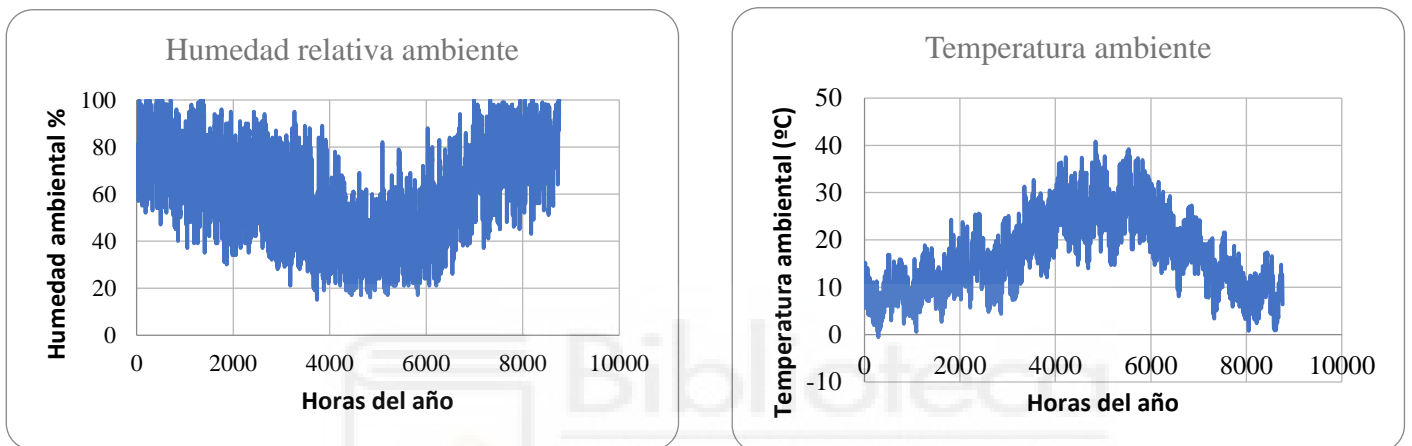 Humedad relativa ambiente
Humedad ambiental %
100
80
60
40
20
0
0 2000 4000 6000 8000 10000
Horas del año
Temperatura ambiente
Temperatura ambiental (ºC)
50
40
30
20
10
0
-10
0 2000 4000 6000 8000 10000
Horas del año
Biblioteca